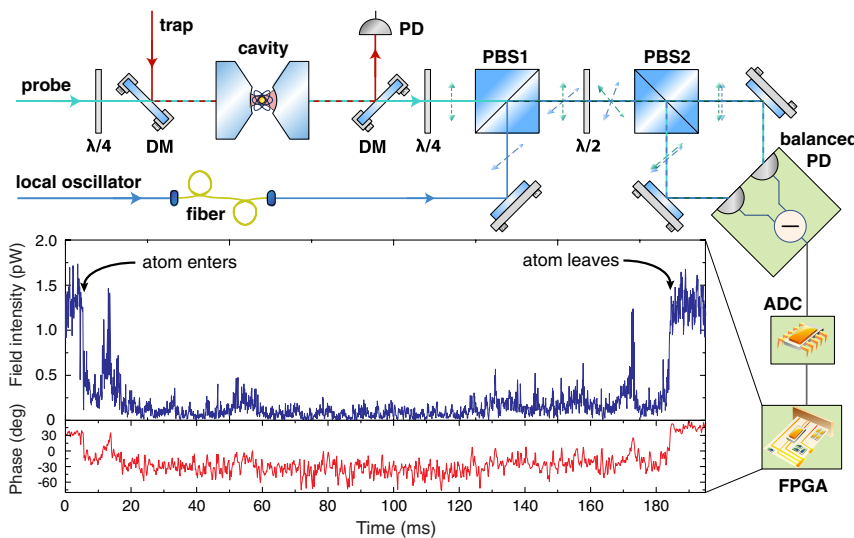 trap
PD
cavity
PBS1
PBS2
probe
λ/4
DM
DM
λ/4
λ/2
balanced
PD
local oscillator
fiber
−
ADC
FPGA
Field intensity (pW)
2.0
1.5
1.0
0.5
0
atom enters
atom leaves
Phase (deg)
30
0
-30
-60
0 20 40 60 80 100 120 140 160 180
Time (ms)